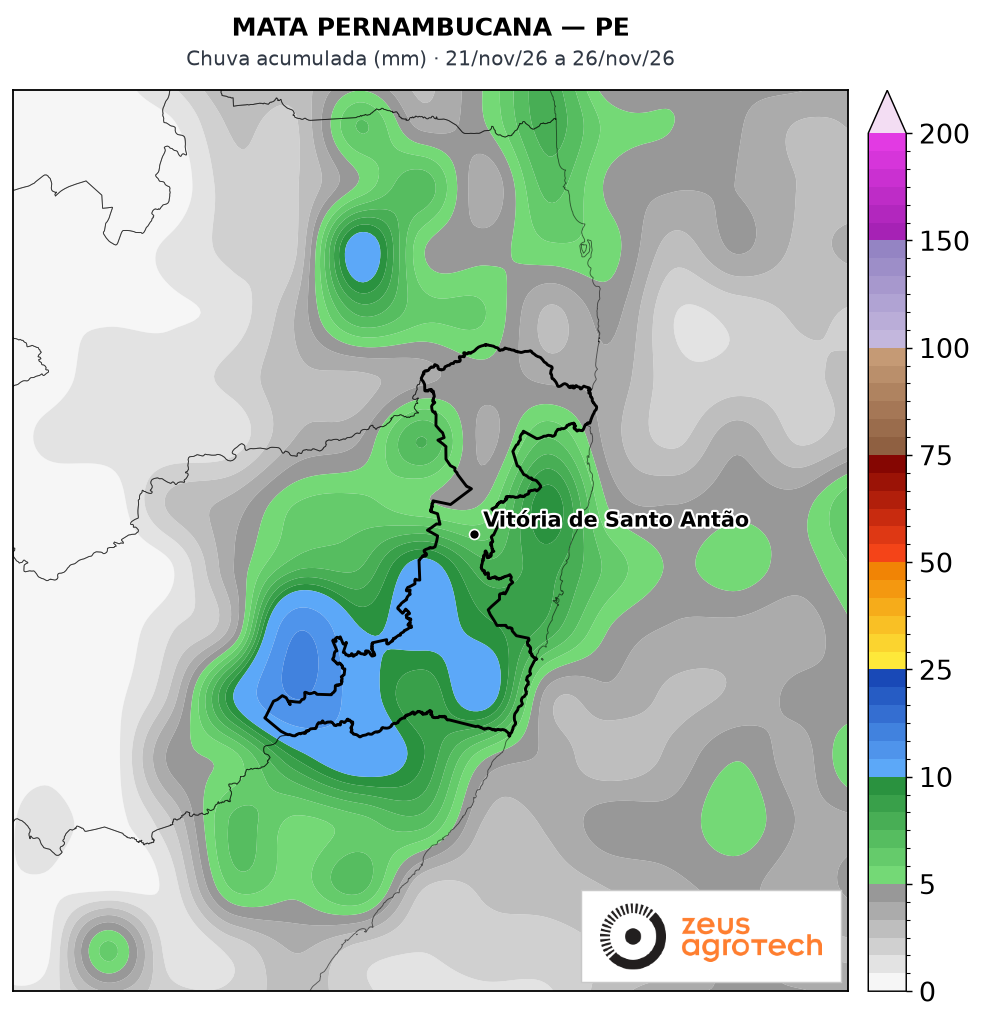 MATA PERNAMBUCANA — PE
Chuva acumulada (mm) · 21/nov/26 a 26/nov/26
200
150
100
75
50
25
10
5
0
Vitória de Santo Antão
zeus
agrotech